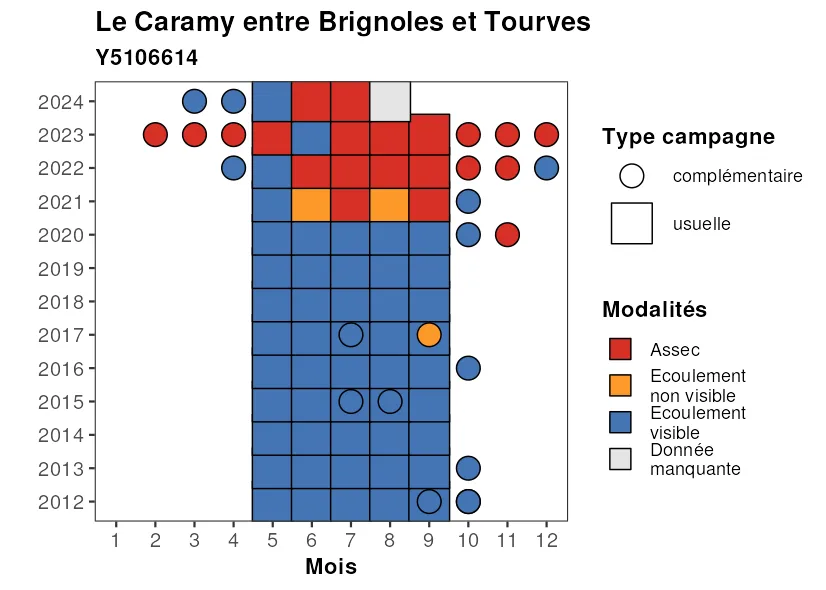 Le Caramy entre Brignoles et Tourves
Y5106614
2024
2023
2022
2021
2020
2019
2018
2017
2016
2015
2014
2013
2012
1 2 3 4 5 6 7 8 9 10 11 12
Mois
Type campagne
complémentaire
usuelle
Modalités
Assec
Ecoulement
non visible
Ecoulement
visible
Donnée
manquante